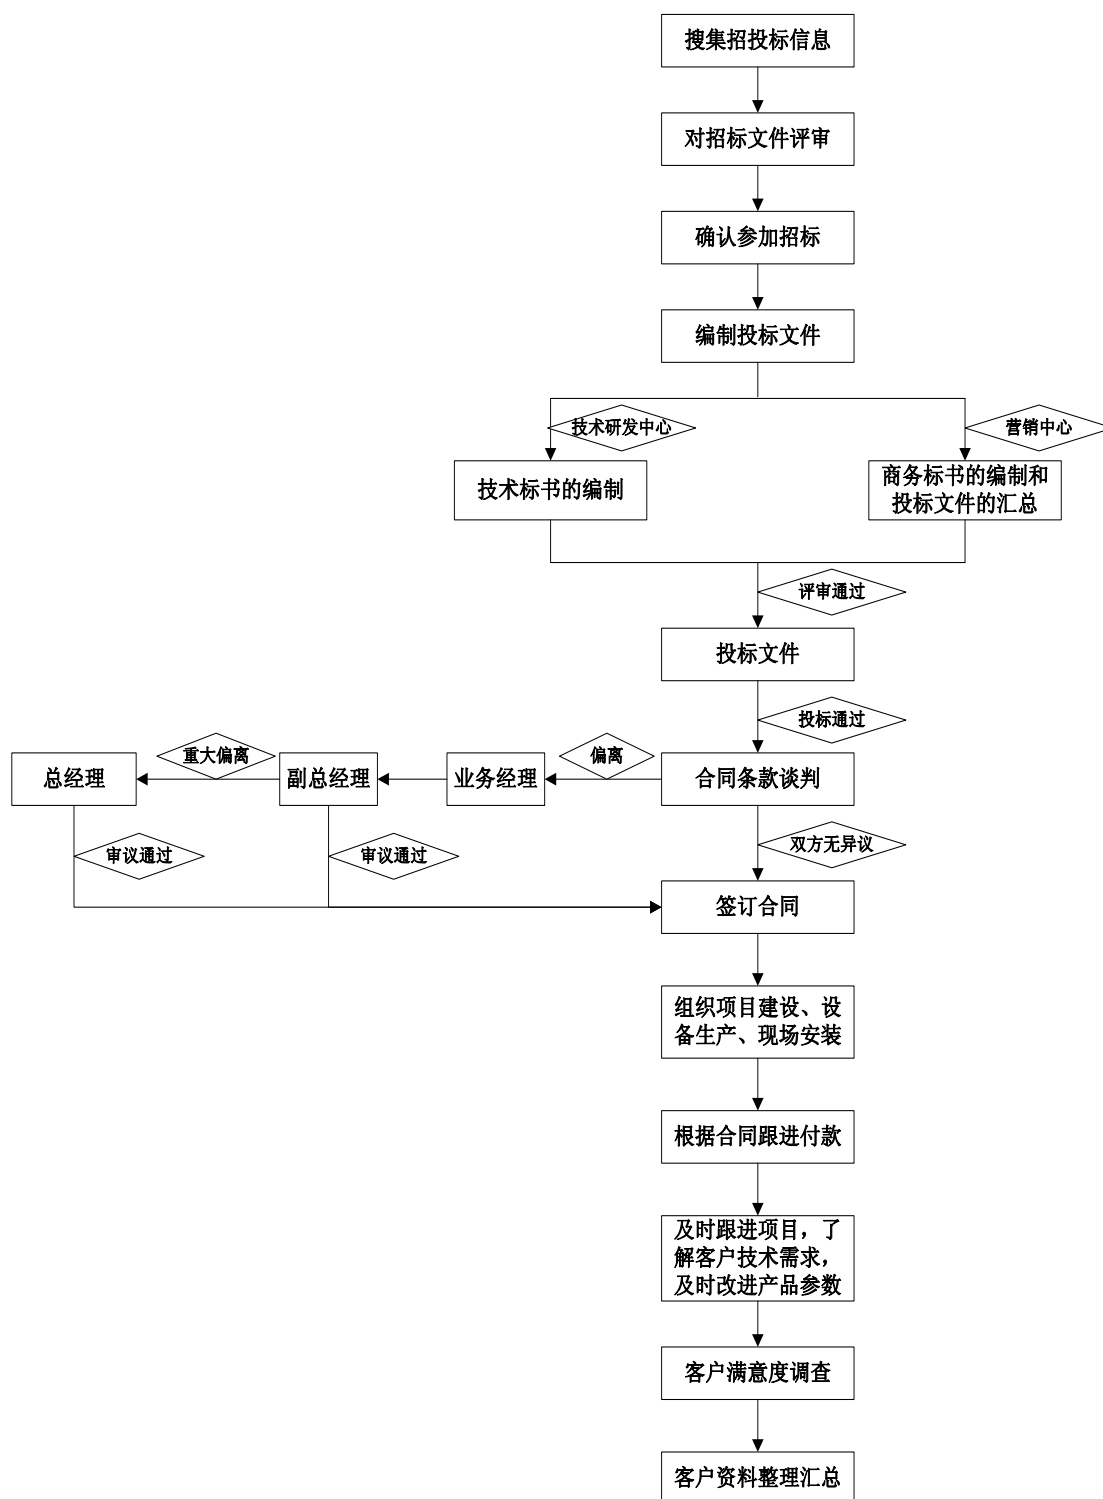 搜集招投标信息
对招标文件评审
确认参加招标
编制投标文件
技术研发中心
营销中心
技术标书的编制
商务标书的编制和
投标文件的汇总
评审通过
投标文件
投标通过
总经理
重大偏离
副总经理
业务经理
偏离
合同条款谈判
审议通过
审议通过
双方无异议
签订合同
组织项目建设、设
备生产、现场安装
根据合同跟进付款
及时跟进项目，了
解客户技术需求，
及时改进产品参数
客户满意度调查
客户资料整理汇总